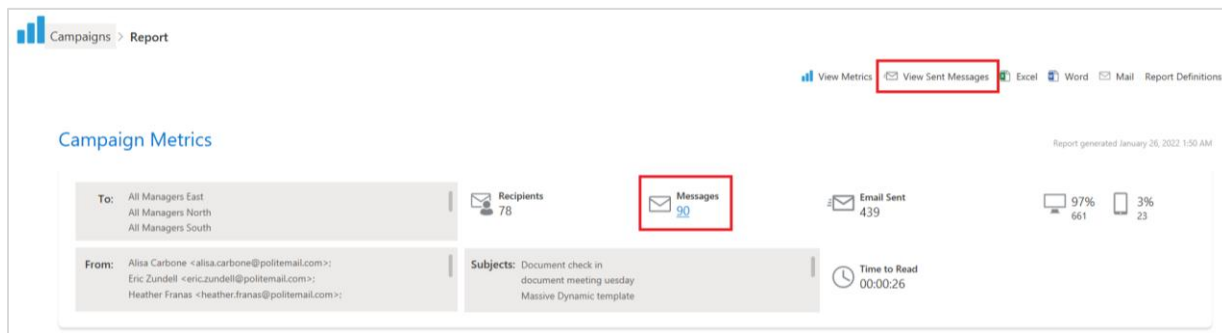 Campaigns > Report
View Metrics View Sent Messages Excel Word Mail Report Definitions
Campaign Metrics
Report generated January 26, 2022 1:50 AM
To: All Managers East
All Managers North
All Managers South
Recipients
78
Messages
90
Email Sent
439
97%
661
3%
23
From: Alisa Carbone <alisa.carbone@politemail.com>;
Eric Zundell <eric.zundell@politemail.com>;
Heather Franas <heather.franas@politemail.com>;
Subjects: Document check in
document meeting uesday
Massive Dynamic template
Time to Read
00:00:26